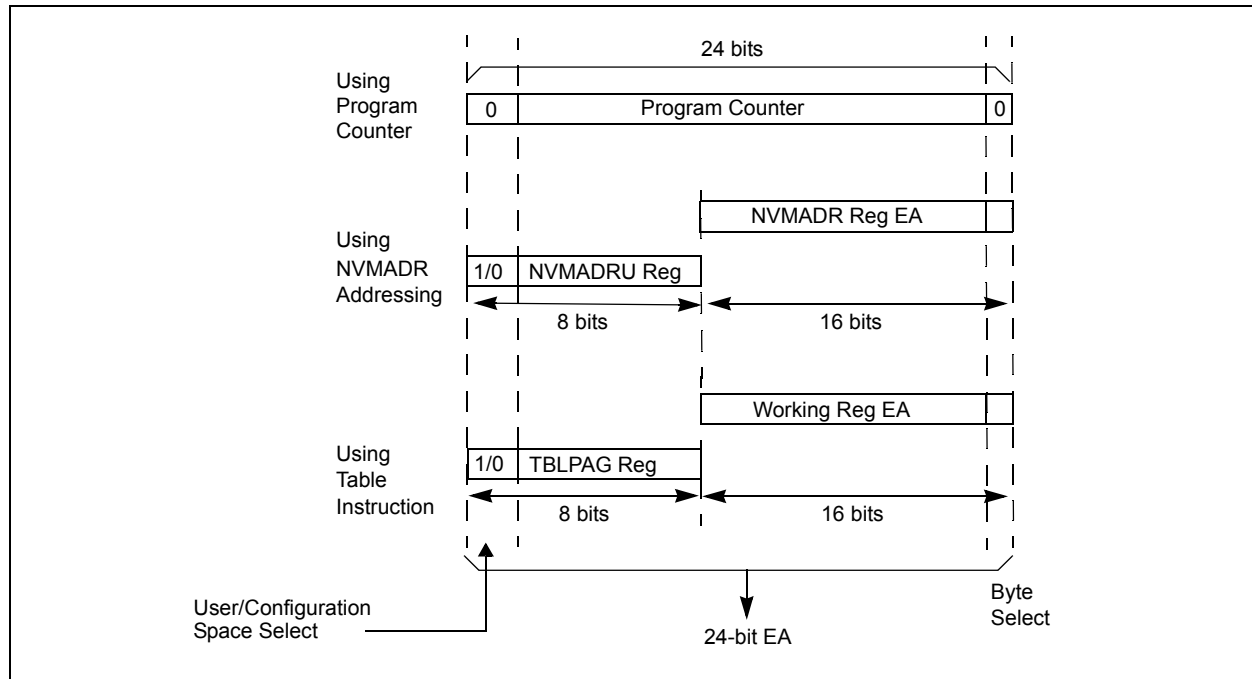 24 bits
Using
Program
Counter
0 Program Counter 0
NVMADR Reg EA
Using
NVMADR
Addressing
1/0 NVMADRU Reg
8 bits 16 bits
Working Reg EA
Using
Table
Instruction
1/0 TBLPAG Reg
8 bits 16 bits
User/Configuration
Space Select
24-bit EA
Byte
Select